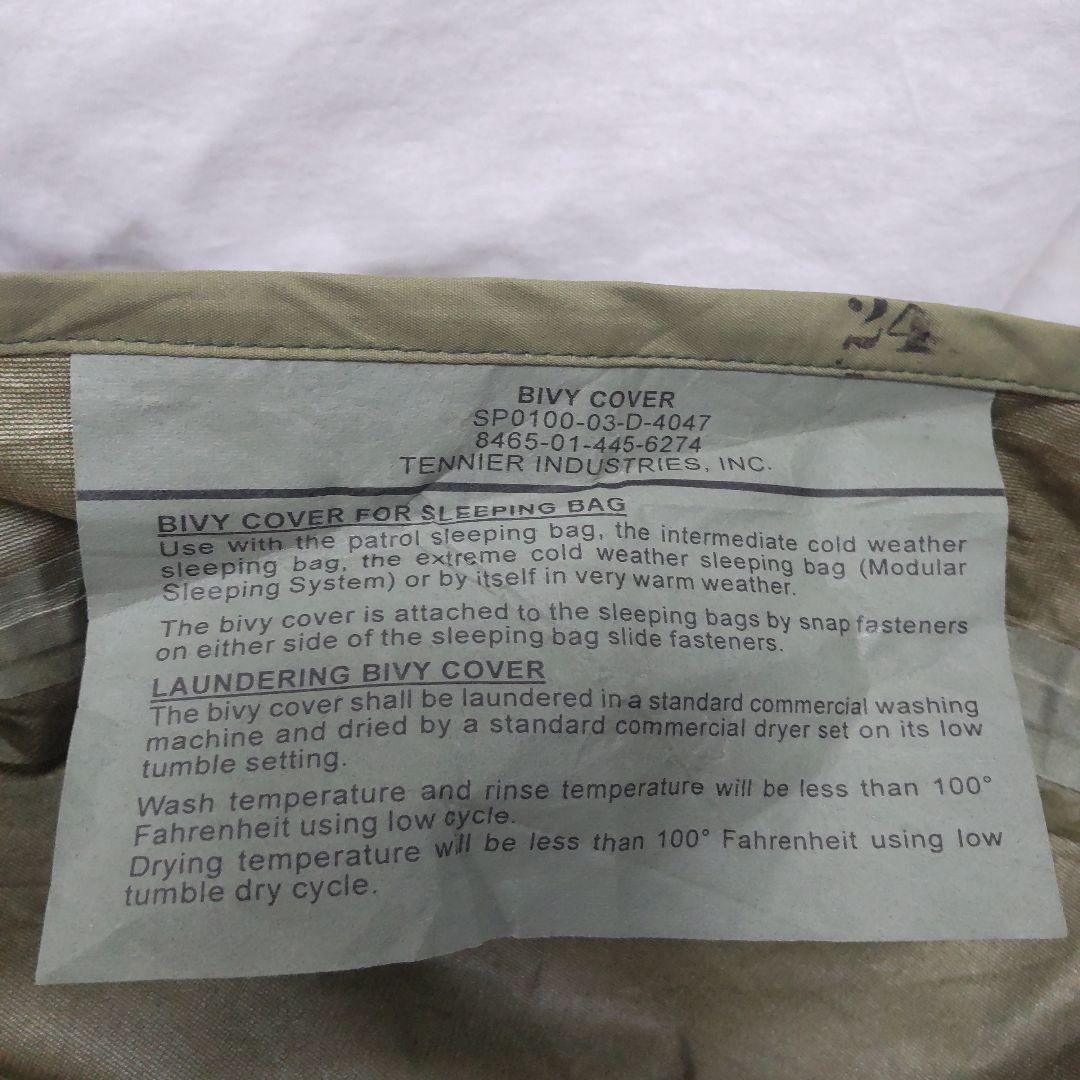 24
BIVY COVER
SP0100-03-D-4047
8465-01-445-6274
TENNIER INDUSTRIES, INC.
BIVY COVER FOR SLEEPING BAG
Use with the patrol sleeping bag, the intermediate cold weather
sleeping bag, the extreme cold weather sleeping bag (Modular
Sleeping System) or by itself in very warm weather.
The bivy cover is attached to the sleeping bags by snap fasteners
on either side of the sleeping bag slide fasteners.
LAUNDERING BIVY COVER
The bivy cover shall be laundered in a standard commercial washing
machine and dried by a standard commercial dryer set on its low
tumble setting.
Wash temperature and rinse temperature will be less than 100°
Fahrenheit using low cycle.
Drying temperature will be less than 100° Fahrenheit using low
tumble dry cycle.